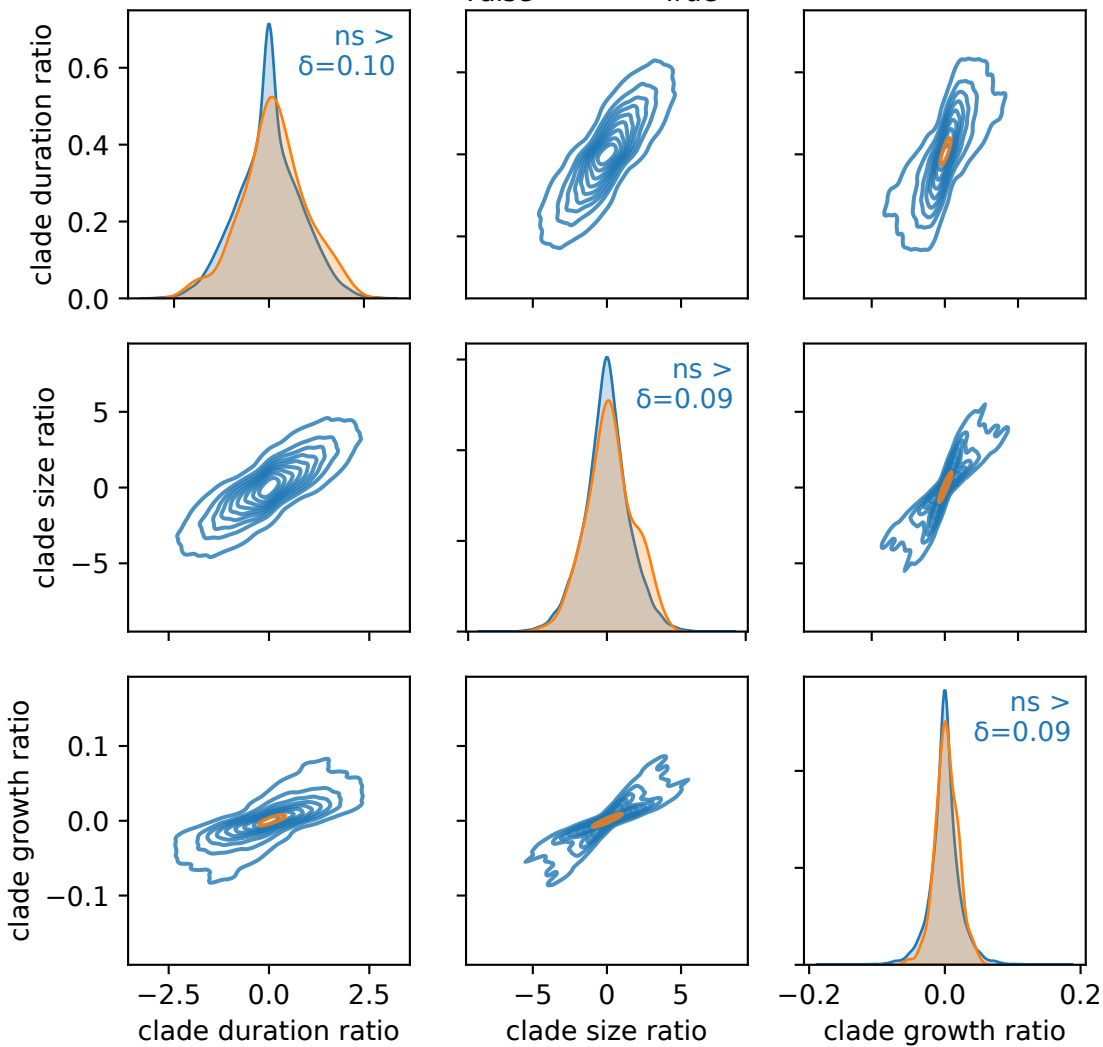 clade duration ratio
0.6
0.4
0.2
0.0
ns >
δ=0.10
clade size ratio
5
0
−5
ns >
δ=0.09
clade growth ratio
0.1
0.0
−0.1
ns >
δ=0.09
−2.5 0.0 2.5
−5 0 5
−0.2 0.0 0.2
clade duration ratio
clade size ratio
clade growth ratio